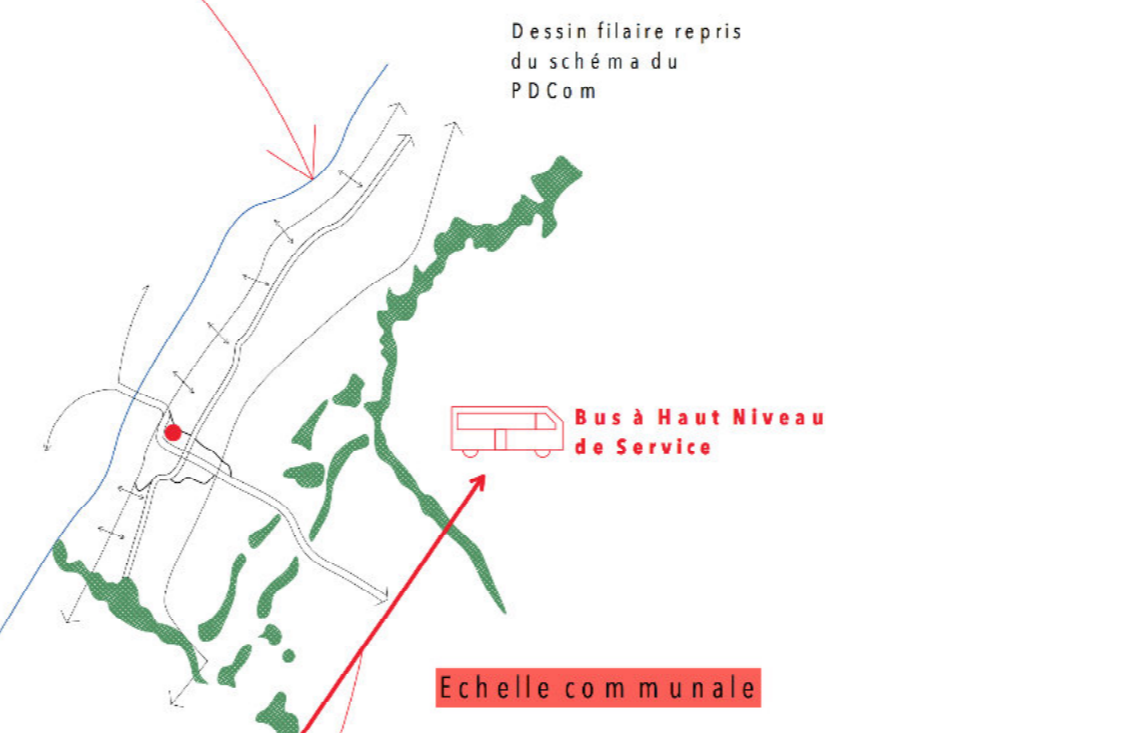 Dessin filaire repris
du schéma du
PDCom
Bus à Haut Niveau
de Service
Echelle communale